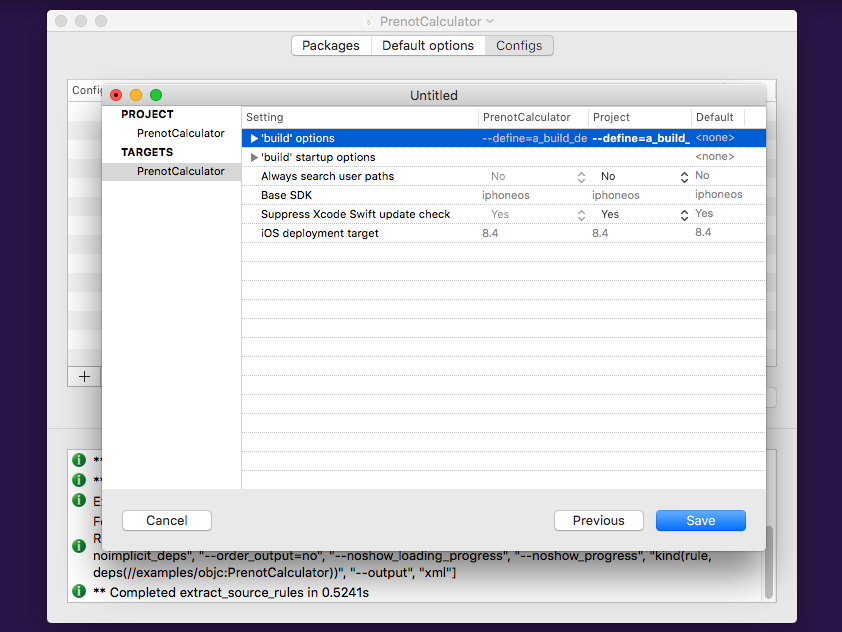 PrenotCalculator
Packages Default options Configs
Untitled
PROJECT
PrenotCalculator
TARGETS
PrenotCalculator
Setting PrenotCalculator Project Default
'build' options --define=a_build_de --define=a_build_ <none>
'build' startup options <none>
Always search user paths No No No
Base SDK iphoneos iphoneos iphoneos
Suppress Xcode Swift update check Yes Yes Yes
iOS deployment target 8.4 8.4 8.4
+
Cancel Previous Save
noimplicit_deps", "--order_output=no", "--noshow_loading_progress", "--noshow_progress", "kind(rule,
deps(//examples/objc:PrenotCalculator))", "--output", "xml"]
** Completed extract_source_rules in 0.5241s